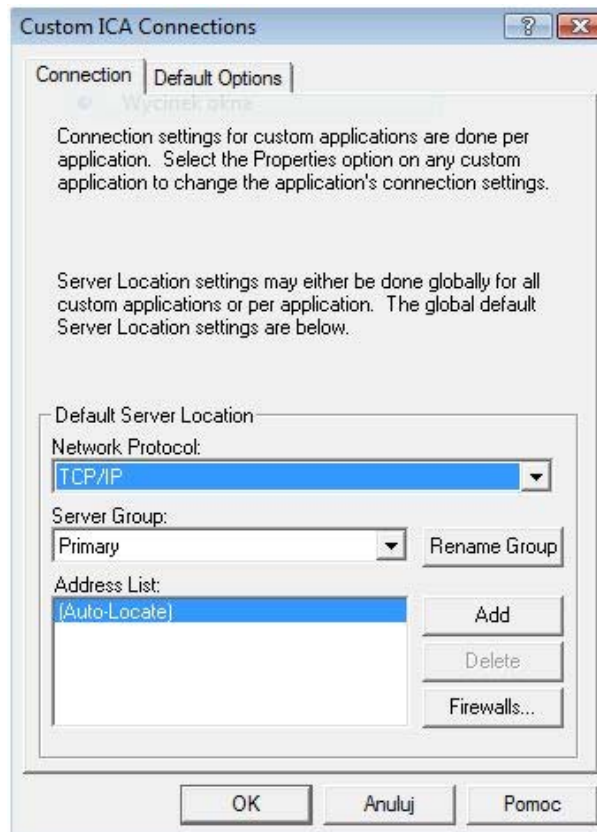 Custom ICA Connections
Connection
Default Options
Wycinek okna
Connection settings for custom applications are done per
application. Select the Properties option on any custom
application to change the application's connection settings.
Server Location settings may either be done globally for all
custom applications or per application. The global default
Server Location settings are below.
Default Server Location
Network Protocol:
TCP/IP
Server Group:
Primary
Rename Group
Address List:
(Auto-Locate)
Add
Delete
Firewalls...
OK
Anuluj
Pomoc